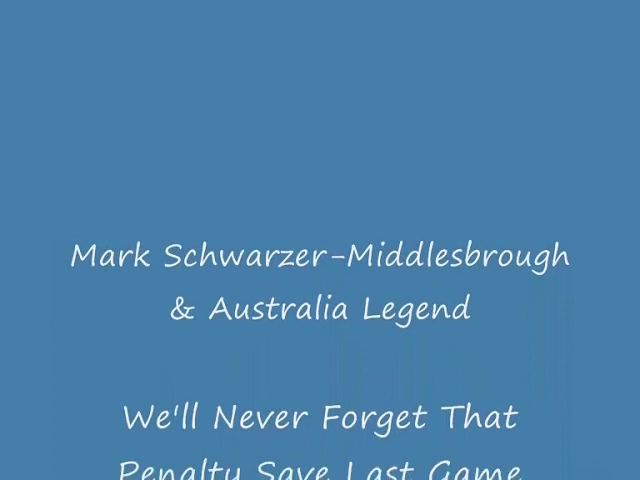 Mark Schwarzer-Middlesbrough
& Australia Legend
We'll Never Forget That
Penalty Save Last Game